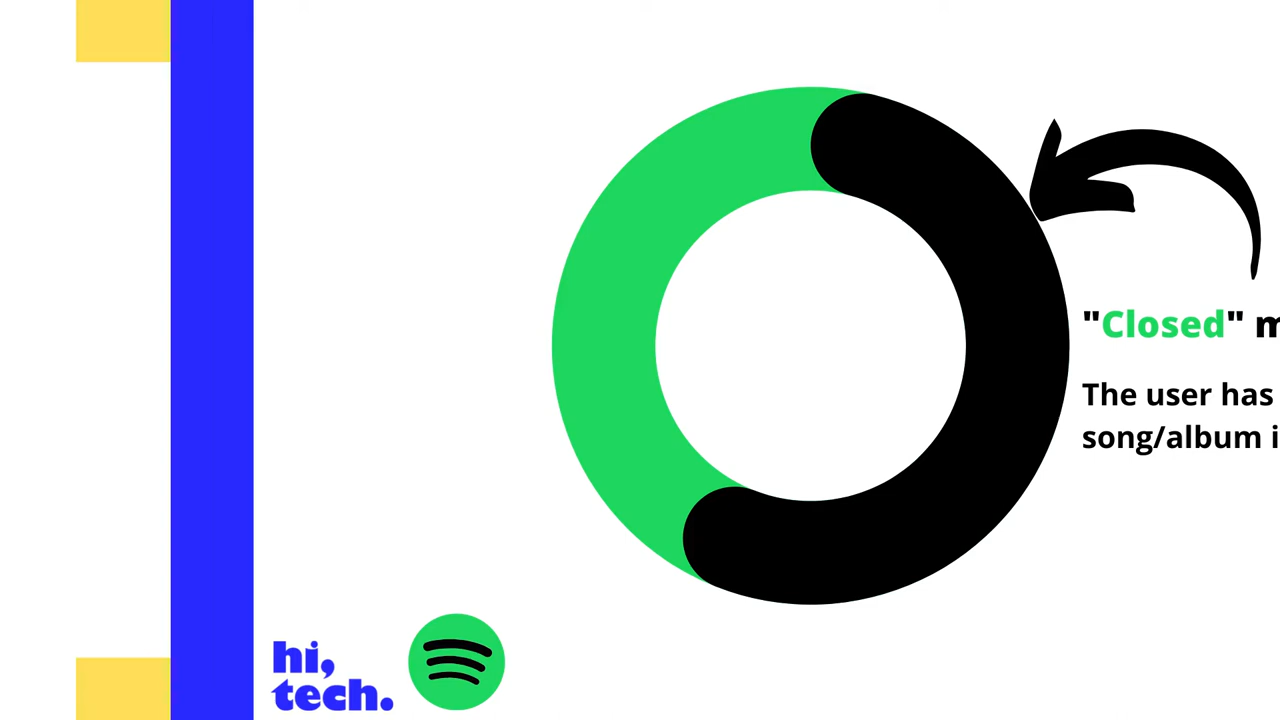 "Closed"
The user has
song/album
hi,
tech.